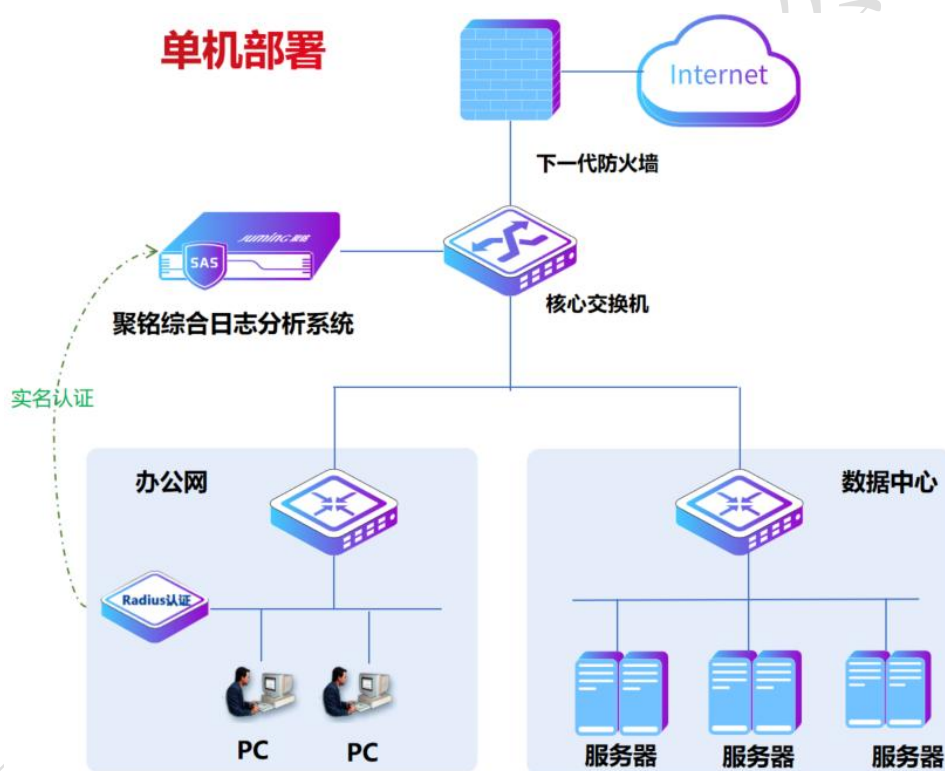 单机部署
Internet
下一代防火墙
Juminc 聚铭
SAS
核心交换机
聚铭综合日志分析系统
实名认证
办公网
数据中心
Radius认证
PC
PC
服务器
服务器
服务器